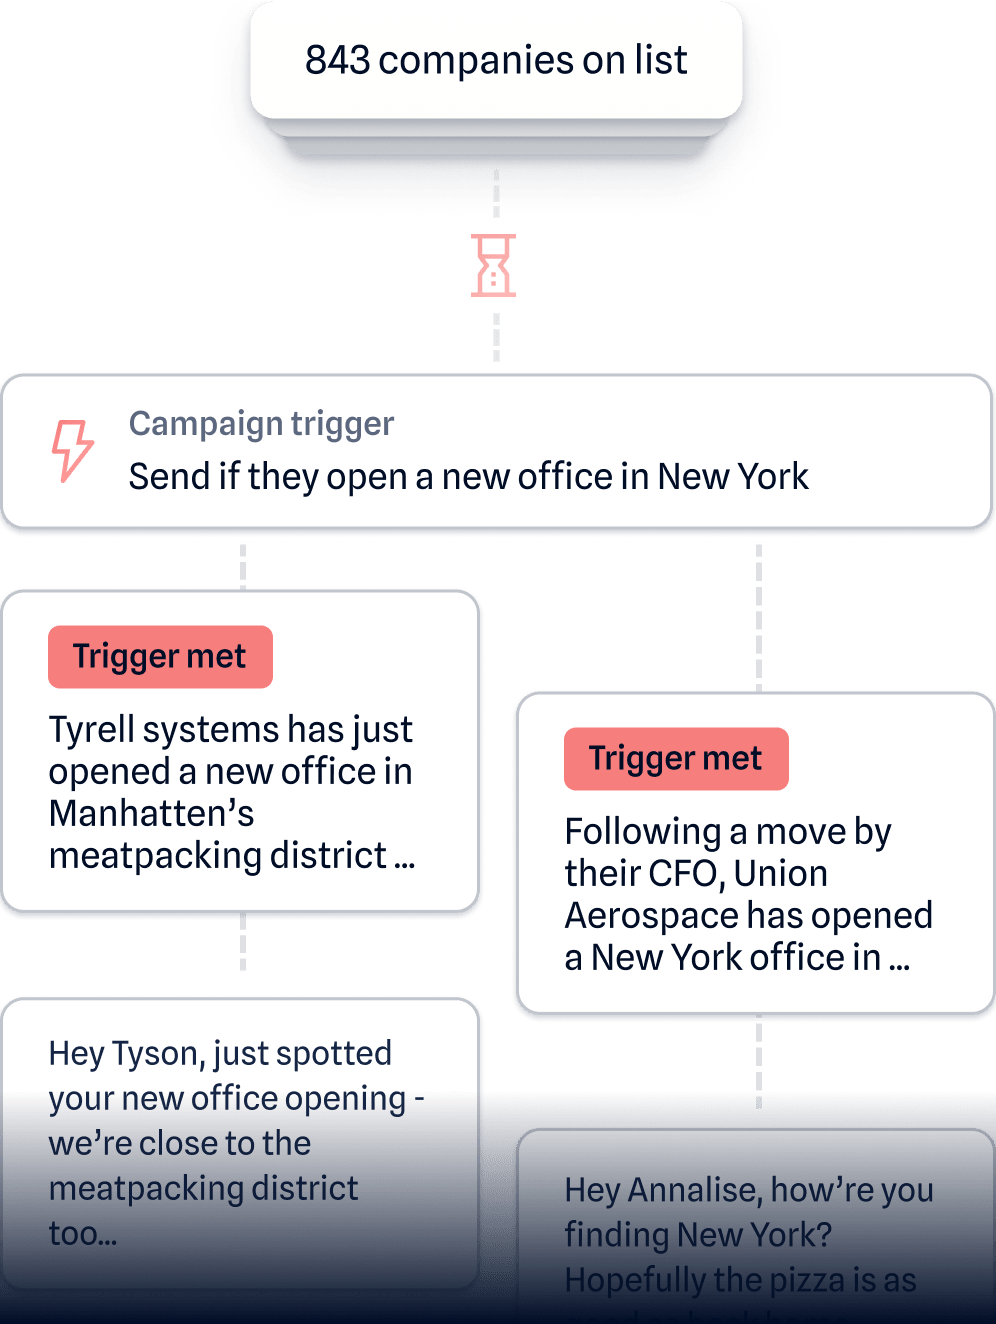 843 companies on list
Campaign trigger
Send if they open a new office in New York
Trigger met
Tyrell systems has just
opened a new office in
Manhatten’s
meatpacking district ...
Trigger met
Following a move by
their CFO, Union
Aerospace has opened
a New York office in ...
Hey Tyson, just spotted
your new office opening -
we’re close to the
meatpacking district
too...
Hey Annalise, how’re you
finding New York?
Hopefully the pizza is as